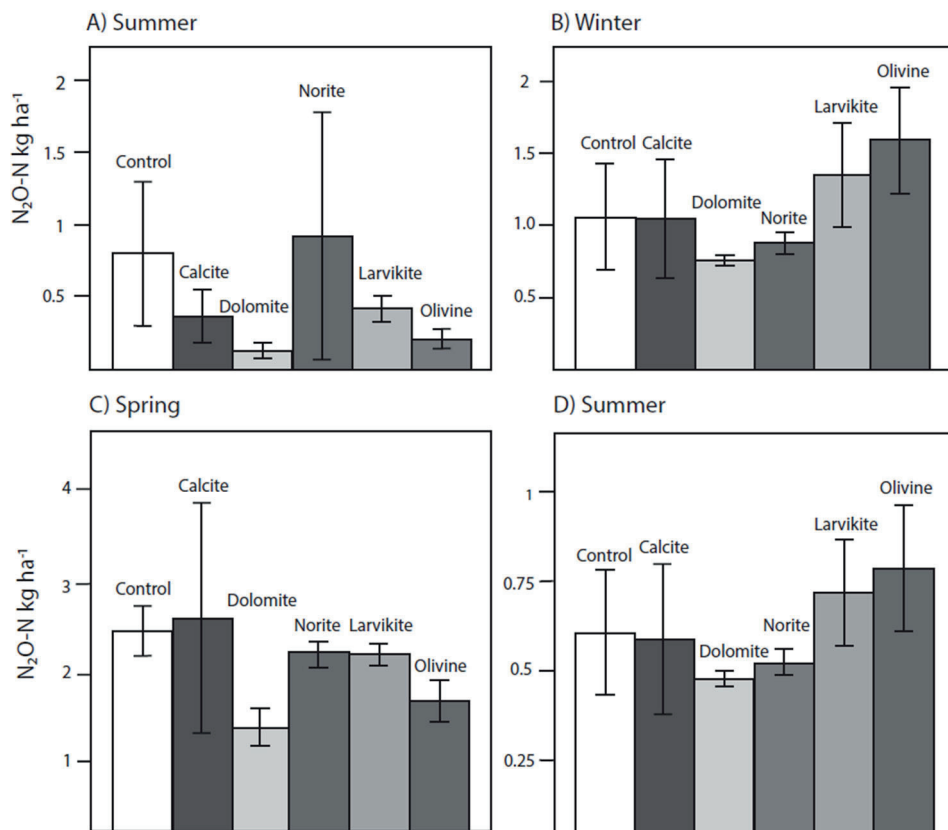 A) Summer
N₂O-N kg ha⁻¹
2
1.5
1
0.5
Control
Calcite
Dolomite
Norite
Larvikite
Olivine
B) Winter
2
1.5
1.0
0.5
Control
Calcite
Dolomite
Norite
Larvikite
Olivine
C) Spring
N₂O-N kg ha⁻¹
4
3
2
1
Control
Calcite
Dolomite
Norite
Larvikite
Olivine
D) Summer
1
0.75
0.5
0.25
Control
Calcite
Dolomite
Norite
Larvikite
Olivine